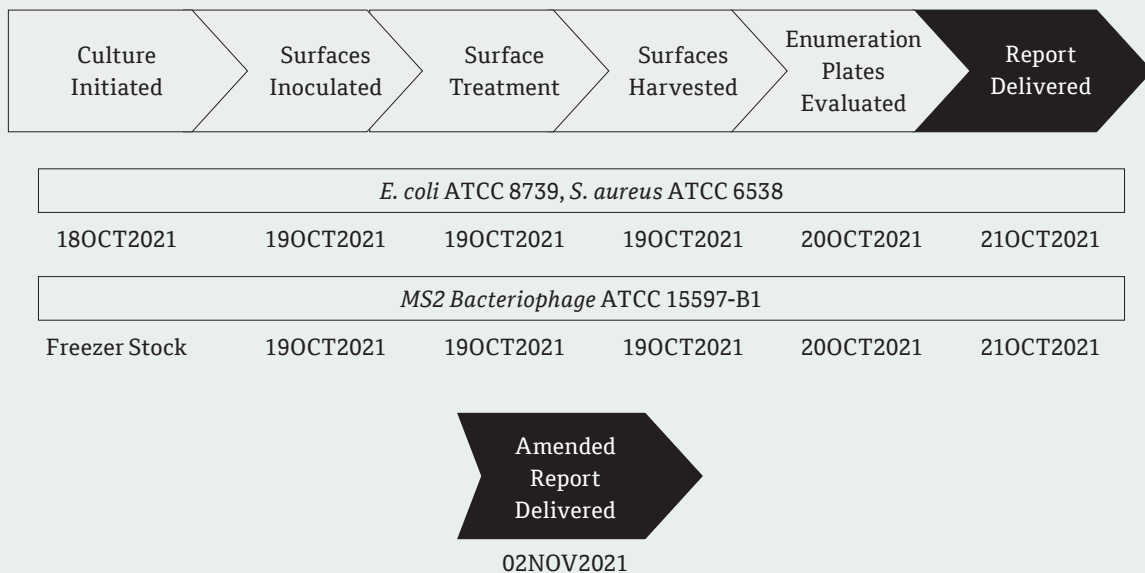 Culture
Initiated
Surfaces
Inoculated
Surface
Treatment
Surfaces
Harvested
Enumeration
Plates
Evaluated
Report
Delivered
E. coli ATCC 8739, S. aureus ATCC 6538
18OCT2021 19OCT2021 19OCT2021 19OCT2021 20OCT2021 21OCT2021
MS2 Bacteriophage ATCC 15597-B1
Freezer Stock 19OCT2021 19OCT2021 19OCT2021 20OCT2021 21OCT2021
Amended
Report
Delivered
02NOV2021